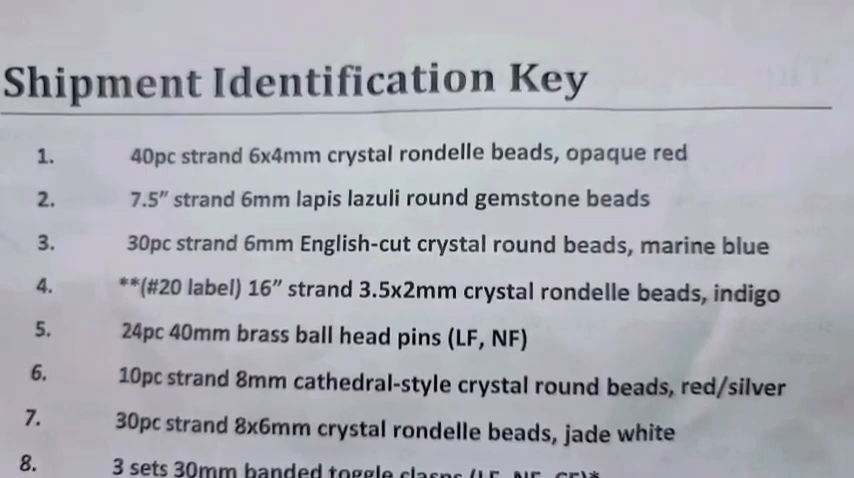 Shipment Identification Key
1. 40pc strand 6x4mm crystal rondelle beads, opaque red
2. 7.5” strand 6mm lapis lazuli round gemstone beads
3. 30pc strand 6mm English-cut crystal round beads, marine blue
4. **(#20 label) 16” strand 3.5x2mm crystal rondelle beads, indigo
5. 24pc 40mm brass ball head pins (LF, NF)
6. 10pc strand 8mm cathedral-style crystal round beads, red/silver
7. 30pc strand 8x6mm crystal rondelle beads, jade white
8. 3 sets 30mm banded toggle clasps (LF, NF, CF)*